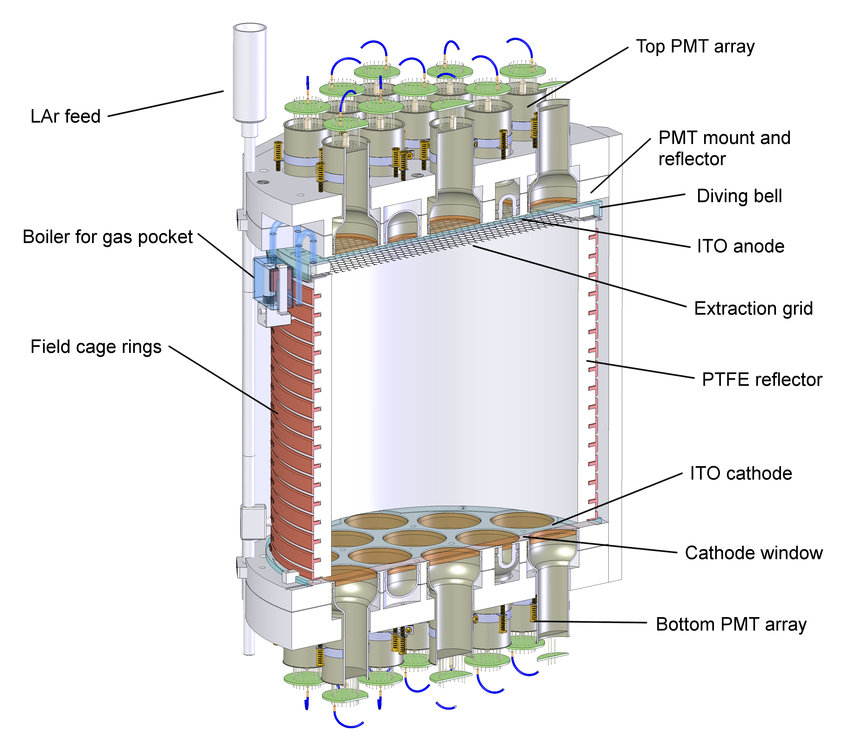 Top PMT array
LAr feed
PMT mount and
reflector
Diving bell
Boiler for gas pocket
ITO anode
Extraction grid
Field cage rings
PTFE reflector
ITO cathode
Cathode window
Bottom PMT array